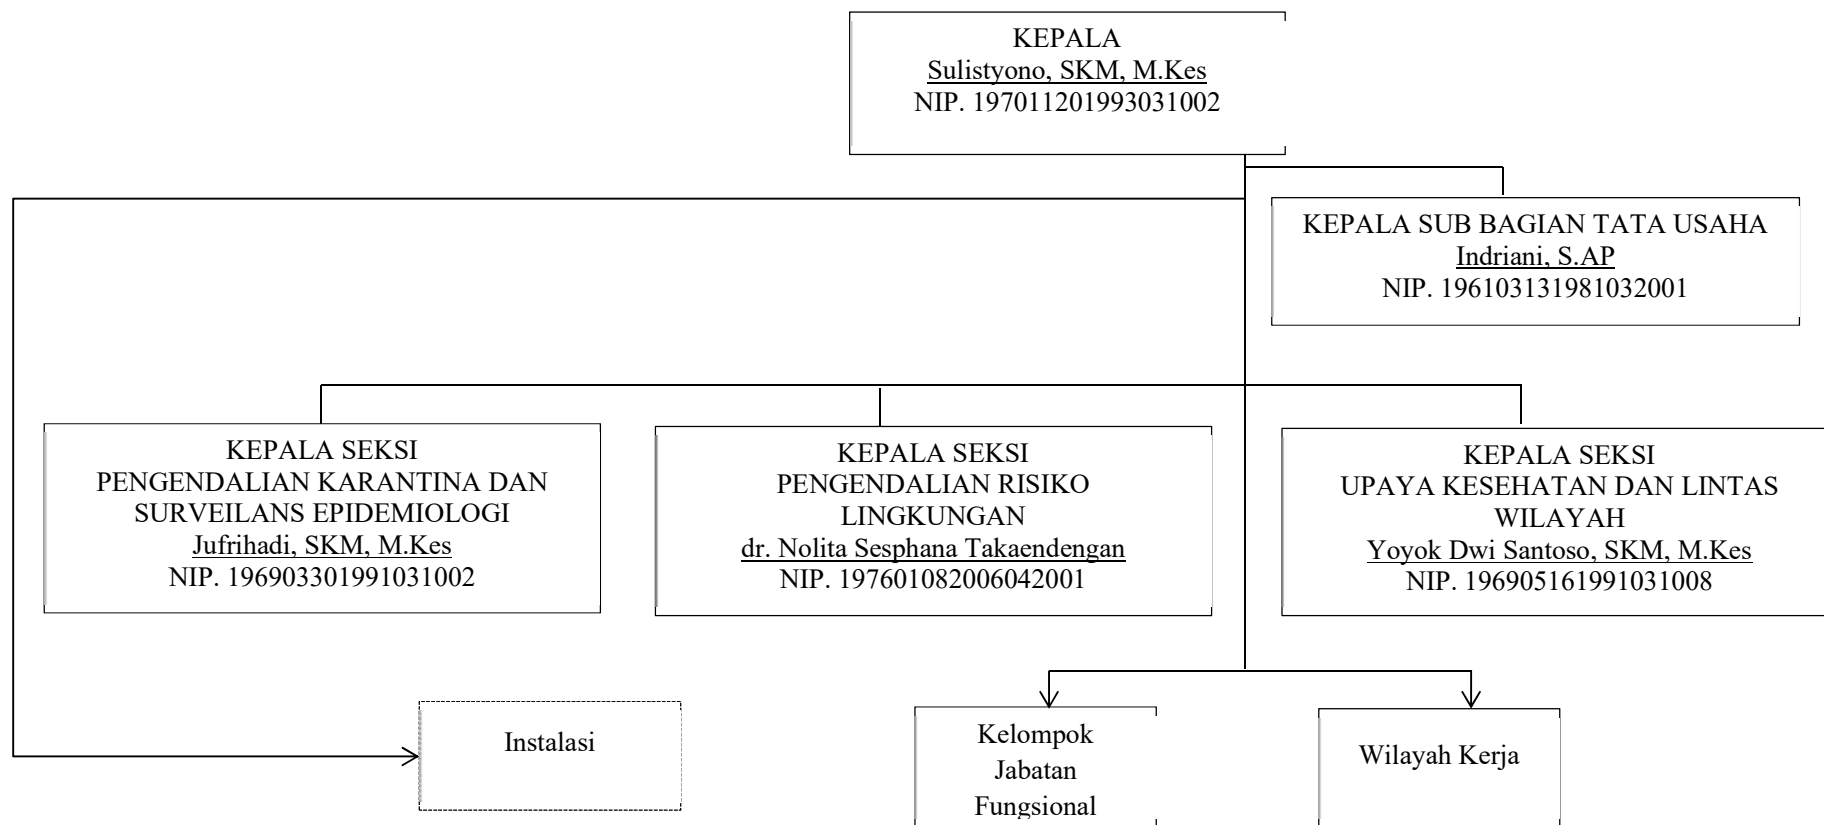 KEPALA
Sulistyono, SKM, M.Kes
NIP. 197011201993031002
KEPALA SUB BAGIAN TATA USAHA
Indriani, S.AP
NIP. 196103131981032001
KEPALA SEKSI
PENGENDALIAN KARANTINA DAN
SURVEILANS EPIDEMIOLOGI
Jufrihadi, SKM, M.Kes
NIP. 196903301991031002
KEPALA SEKSI
PENGENDALIAN RISIKO
LINGKUNGAN
dr. Nolita Sesphana Takaendengan
NIP. 197601082006042001
KEPALA SEKSI
UPAYA KESEHATAN DAN LINTAS
WILAYAH
Yoyok Dwi Santoso, SKM, M.Kes
NIP. 196905161991031008
Instalasi
Kelompok
Jabatan
Fungsional
Wilayah Kerja